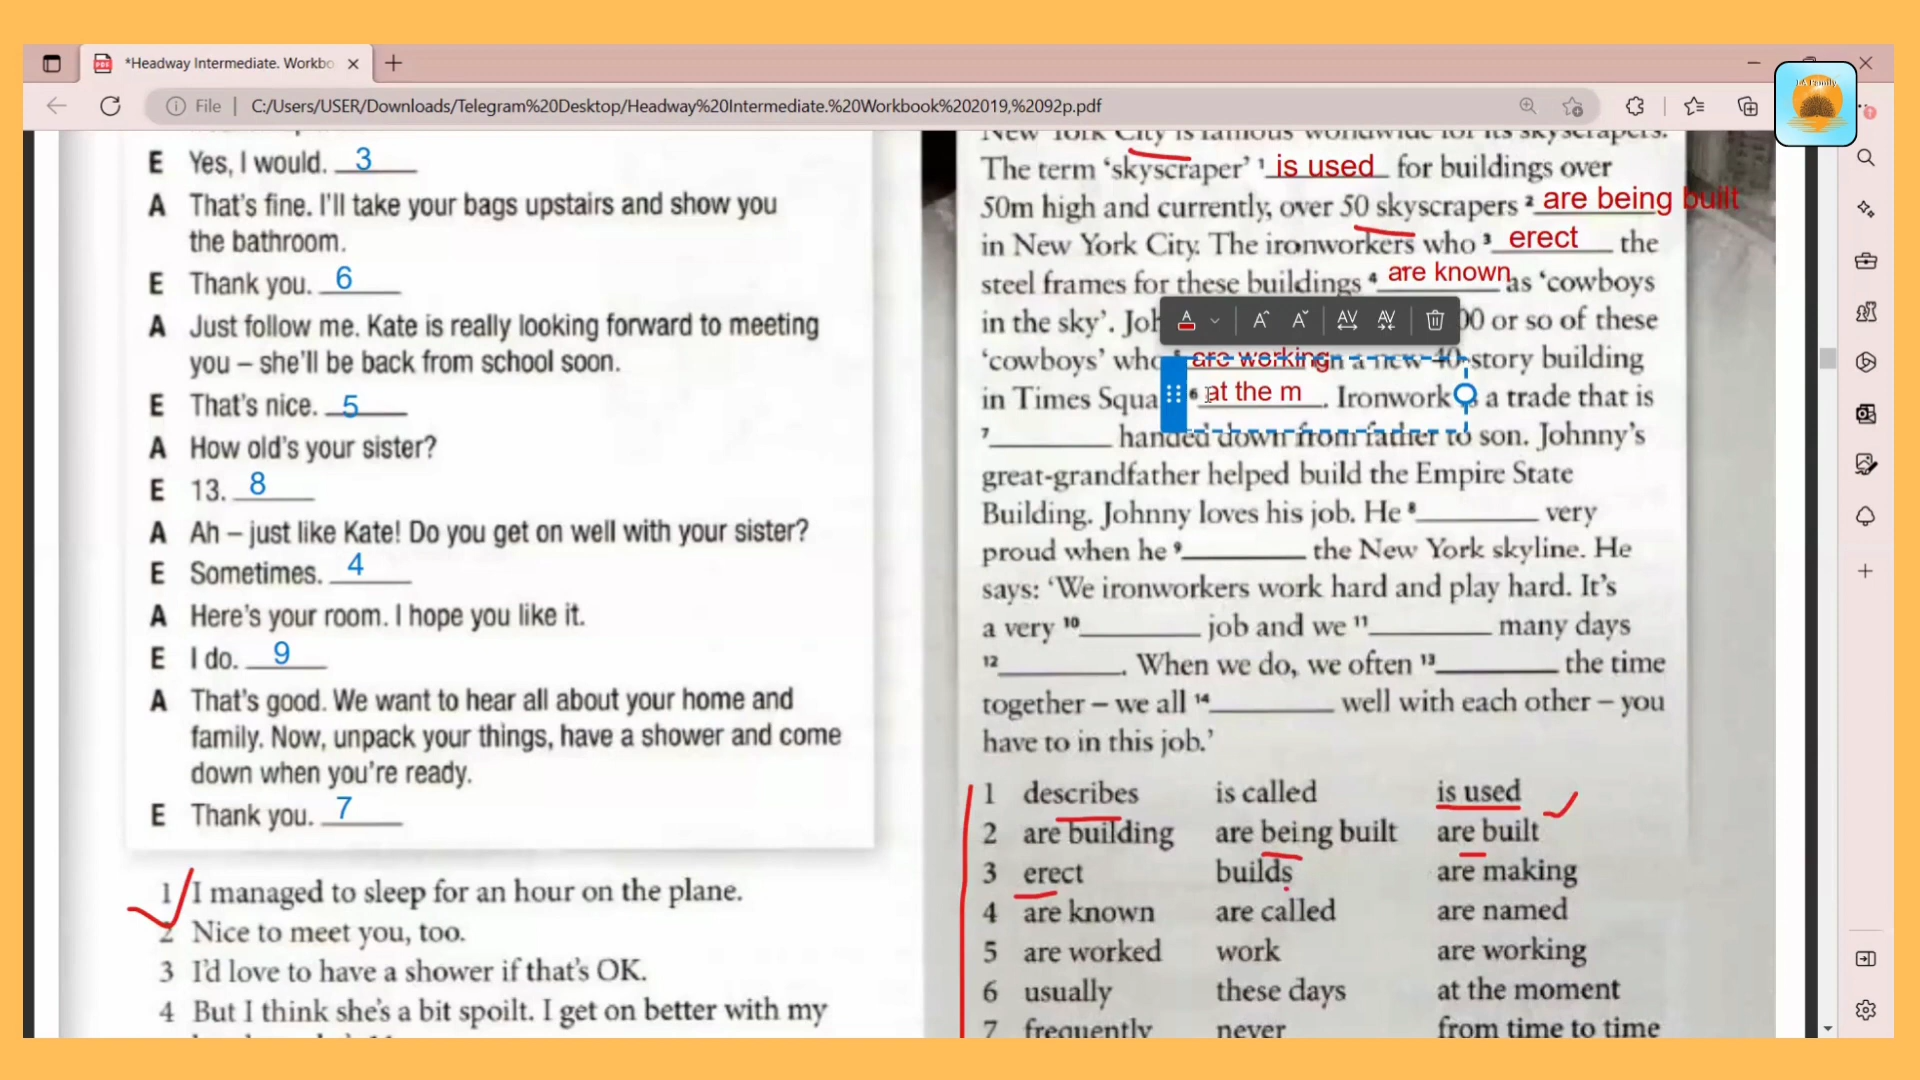 *Headway Intermediate. Workbo
File | C:/Users/USER/Downloads/Telegram%20Desktop/Headway%20Intermediate.%20Workbook%202019,%2092p.pdf
E Yes, I would. 3
A That's fine. I'll take your bags upstairs and show you
the bathroom.
E Thank you. 6
A Just follow me. Kate is really looking forward to meeting
you – she'll be back from school soon.
E That's nice. 5
A How old's your sister?
E 13. 8
A Ah – just like Kate! Do you get on well with your sister?
E Sometimes. 4
A Here's your room. I hope you like it.
E I do. 9
A That's good. We want to hear all about your home and
family. Now, unpack your things, have a shower and come
down when you're ready.
E Thank you. 7
1 I managed to sleep for an hour on the plane.
2 Nice to meet you, too.
3 I'd love to have a shower if that's OK.
4 But I think she's a bit spoilt. I get on better with my
New York City is famous worldwide for its skyscrapers.
The term ‘skyscraper’ 1 is used for buildings over
50m high and currently, over 50 skyscrapers 2 are being built
in New York City. The ironworkers who 3 erect the
steel frames for these buildings 4 are known as ‘cowboys
in the sky’. Joh 00 or so of these
‘cowboys’ who are working n a new 40-story building
in Times Squa 6 at the m. Ironwork is a trade that is
7 handed down from father to son. Johnny’s
great-grandfather helped build the Empire State
Building. Johnny loves his job. He 8 very
proud when he 9 the New York skyline. He
says: ‘We ironworkers work hard and play hard. It’s
a very 10 job and we 11 many days
12. When we do, we often 13 the time
together – we all 14 well with each other – you
have to in this job.’
1 describes is called is used
2 are building are being built are built
3 erect builds are making
4 are known are called are named
5 are worked work are working
6 usually these days at the moment
7 frequently never from time to time